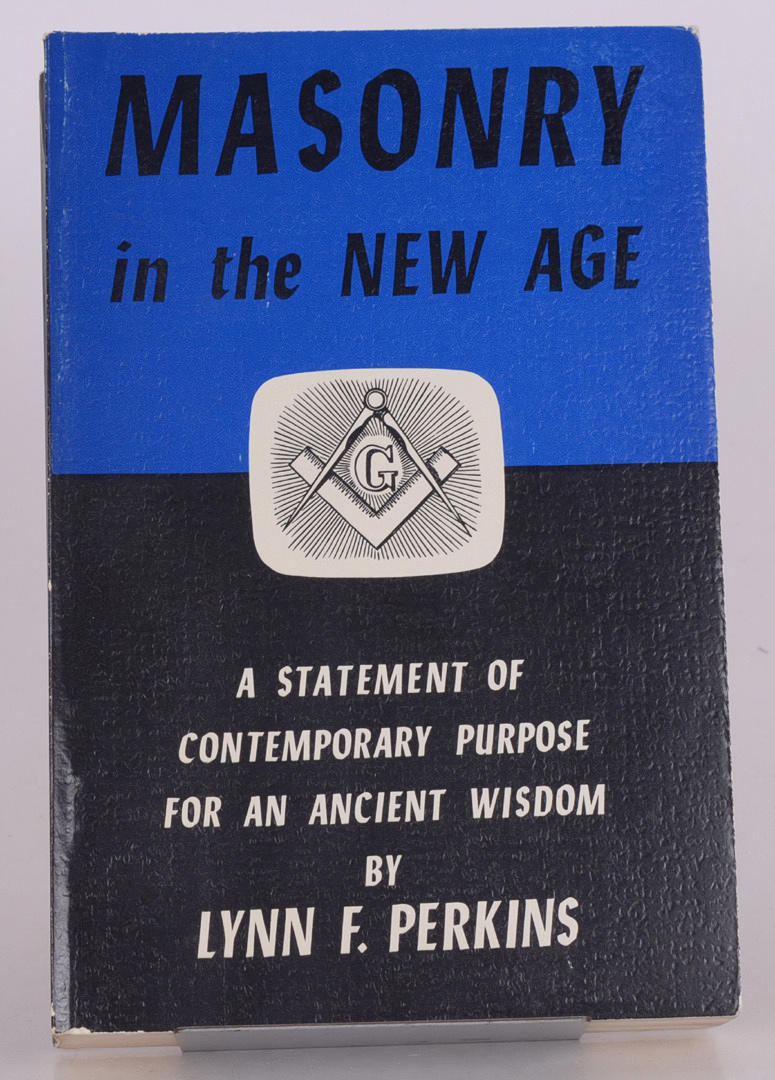 MASONRY
in the NEW AGE
G
A STATEMENT OF
CONTEMPORARY PURPOSE
FOR AN ANCIENT WISDOM
BY
LYNN F. PERKINS